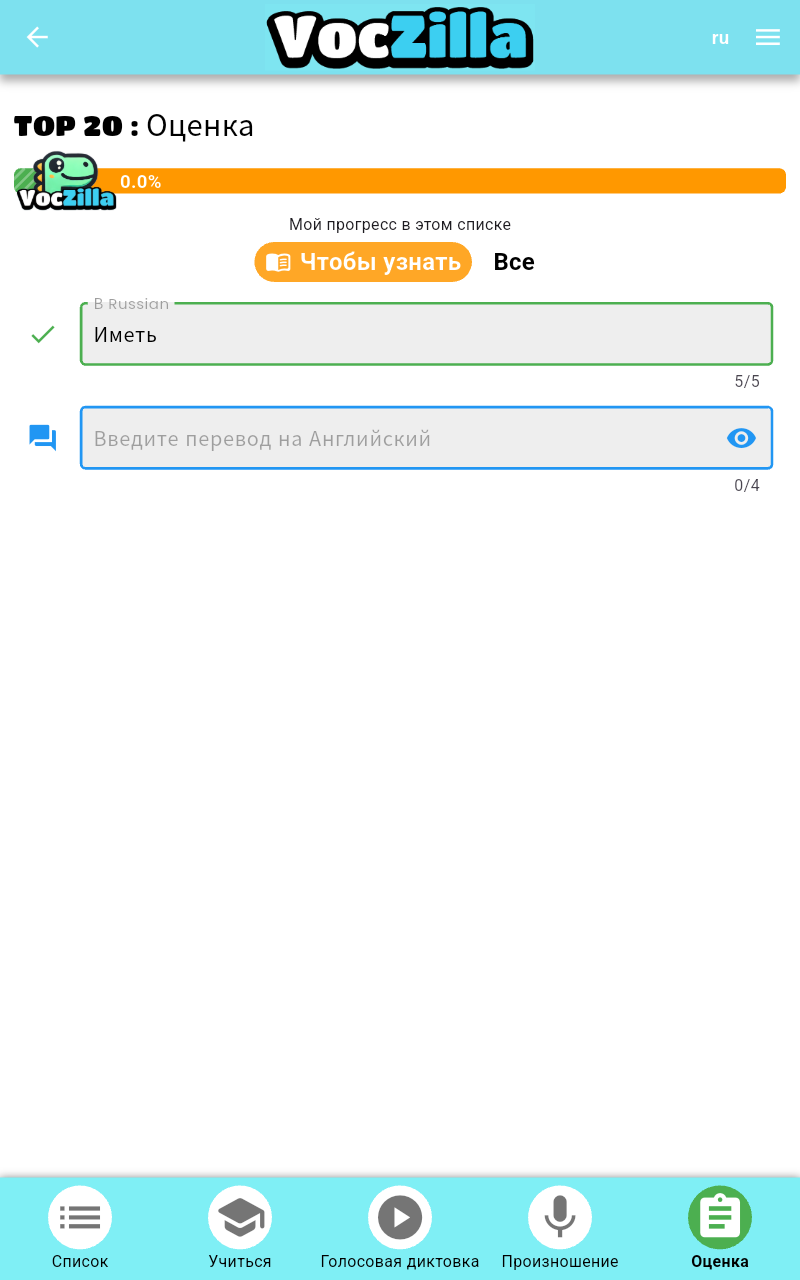 VocZilla
ru
TOP 20 : Оценка
VocZilla
0.0%
Мой прогресс в этом списке
Чтобы узнать Все
В Russian
Иметь
5/5
Введите перевод на Английский
0/4
Список Учиться Голосовая диктовка Произношение Оценка